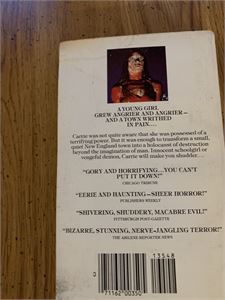 A YOUNG GIRL
GREW ANGRIER AND ANGRIER—
AND A TOWN WRITHED
IN PAIN....
Carrie was not quite aware that she was possessed of a
terrifying power. But it was enough to transform a small,
quiet New England town into a holocaust of destruction
beyond the imagination of man. Innocent schoolgirl or
vengeful demon, Carrie will make you shudder....
"GORY AND HORRIFYING....YOU CAN'T
PUT IT DOWN!"
CHICAGO TRIBUNE
"EERIE AND HAUNTING—SHEER HORROR!"
PUBLISHERS WEEKLY
"SHIVERING, SHUDDERY, MACABRE EVIL!"
PITTSBURGH POST-GAZETTE
"BIZARRE, STUNNING, NERVE-JANGLING TERROR!"
THE ABILENE REPORTER NEWS
13548
0
71162 00350